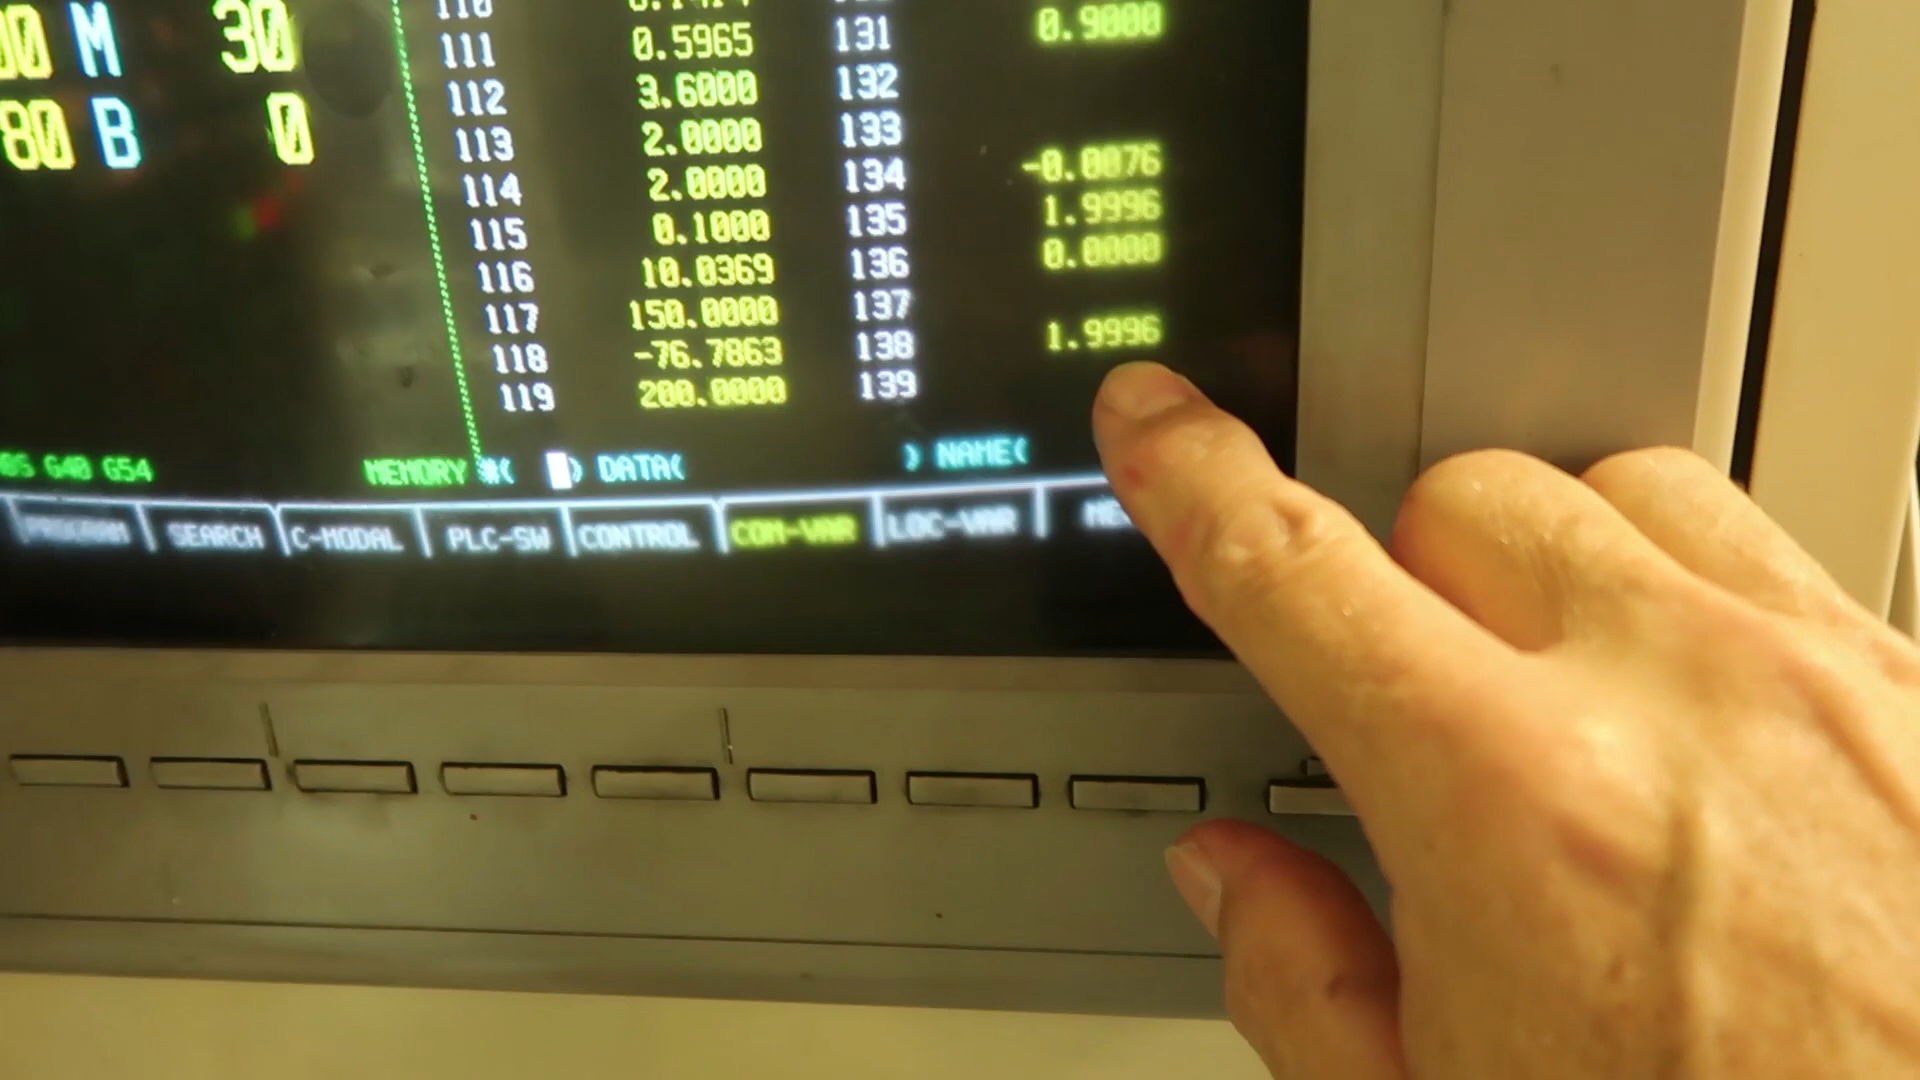 M 30 111 0.5965 131 0.9000
112 3.6000 132
80 B 0 113 2.0000 133
114 2.0000 134 -0.0076
115 0.1000 135 1.9996
116 10.0369 136 0.0000
117 150.0000 137
118 -76.7863 138 1.9996
119 200.0000 139
G40 G54 MEMORY #( ) DATA( ) NAME(
PROGRAM SEARCH C-MODAL PLC-SW CONTROL COM-VAR LOC-VAR